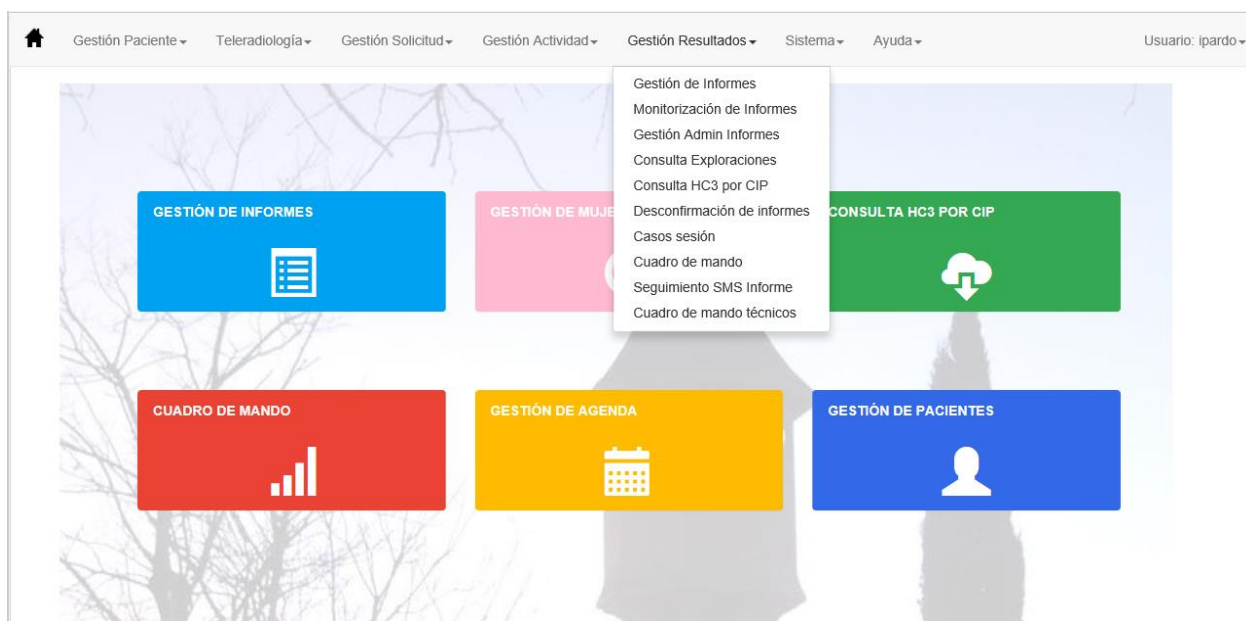 Gestión Paciente Teleradiología Gestión Solicitud Gestión Actividad Gestión Resultados Sistema Ayuda Usuario: ipardo
Gestión de Informes
Monitorización de Informes
Gestión Admin Informes
Consulta Exploraciones
Consulta HC3 por CIP
Desconfirmación de informes
Casos sesión
Cuadro de mando
Seguimiento SMS Informe
Cuadro de mando técnicos
GESTIÓN DE INFORMES
GESTIÓN DE
CONSULTA HC3 POR CIP
CUADRO DE MANDO
GESTIÓN DE AGENDA
GESTIÓN DE PACIENTES